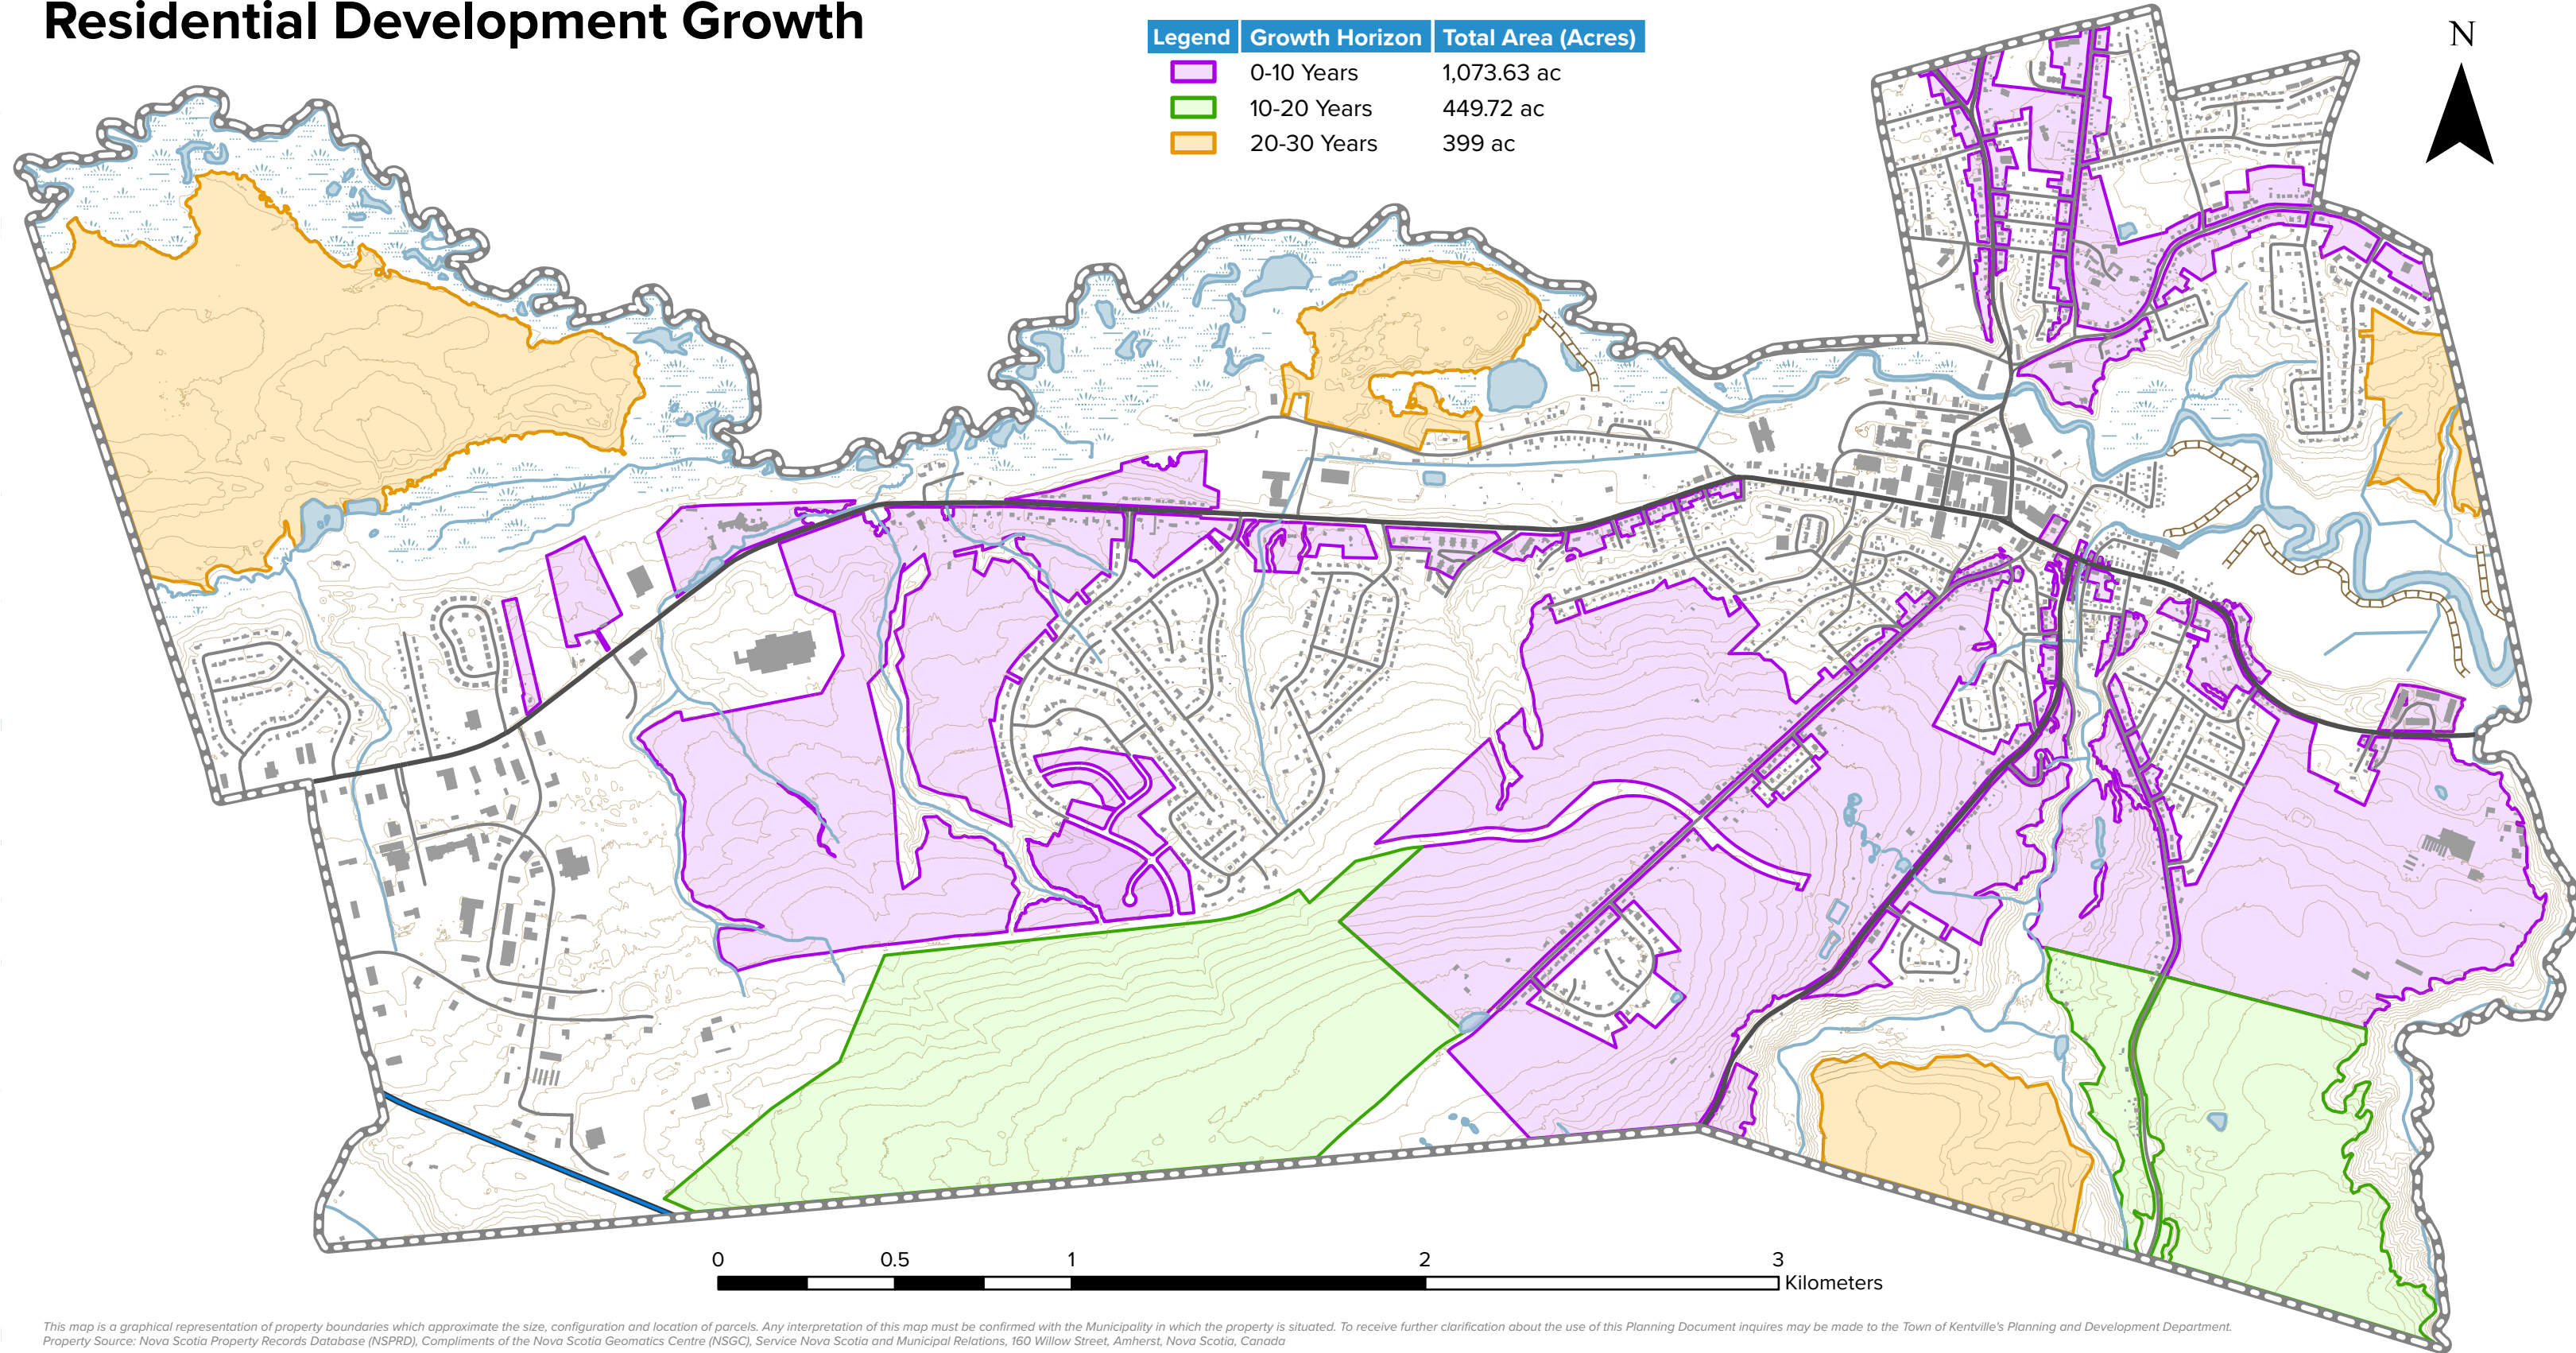 Residential Development Growth
Legend Growth Horizon Total Area (Acres)
0-10 Years 1,073.63 ac
10-20 Years 449.72 ac
20-30 Years 399 ac
N
0 0.5 1 2 3
Kilometers
This map is a graphical representation of property boundaries which approximate the size, configuration and location of parcels. Any interpretation of this map must be confirmed with the Municipality in which the property is situated. To receive further clarification about the use of this Planning Document inquires may be made to the Town of Kentville's Planning and Development Department.
Property Source: Nova Scotia Property Records Database (NSPRD), Compliments of the Nova Scotia Geomatics Centre (NSGC), Service Nova Scotia and Municipal Relations, 160 Willow Street, Amherst, Nova Scotia, Canada